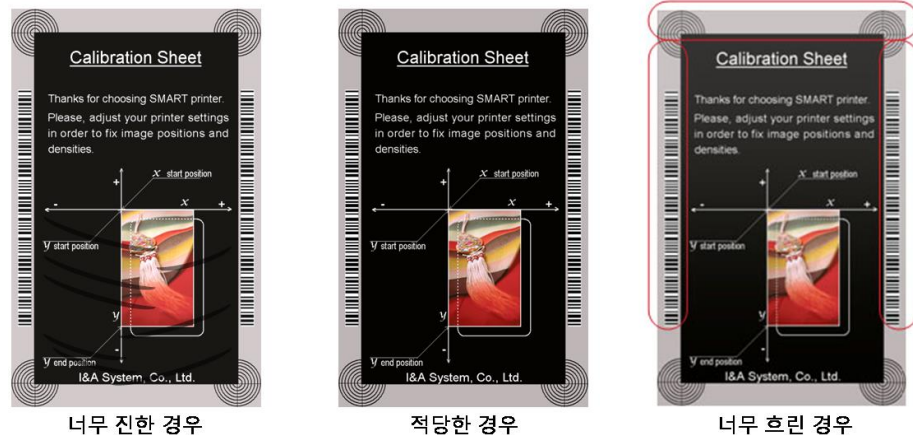 Calibration Sheet
Thanks for choosing SMART printer.
Please, adjust your printer settings
in order to fix image positions and
densities.
x start position
+
- x +
y start position
y
-
y end position
I&A System, Co., Ltd.
너무 진한 경우
Calibration Sheet
Thanks for choosing SMART printer.
Please, adjust your printer settings
in order to fix image positions and
densities.
x start position
+
- x +
y start position
y
-
y end position
I&A System, Co., Ltd.
적당한 경우
Calibration Sheet
Thanks for choosing SMART printer.
Please, adjust your printer settings
in order to fix image positions and
densities.
x start position
+
- x +
y start position
y
-
y end position
I&A System, Co., Ltd.
너무 흐린 경우